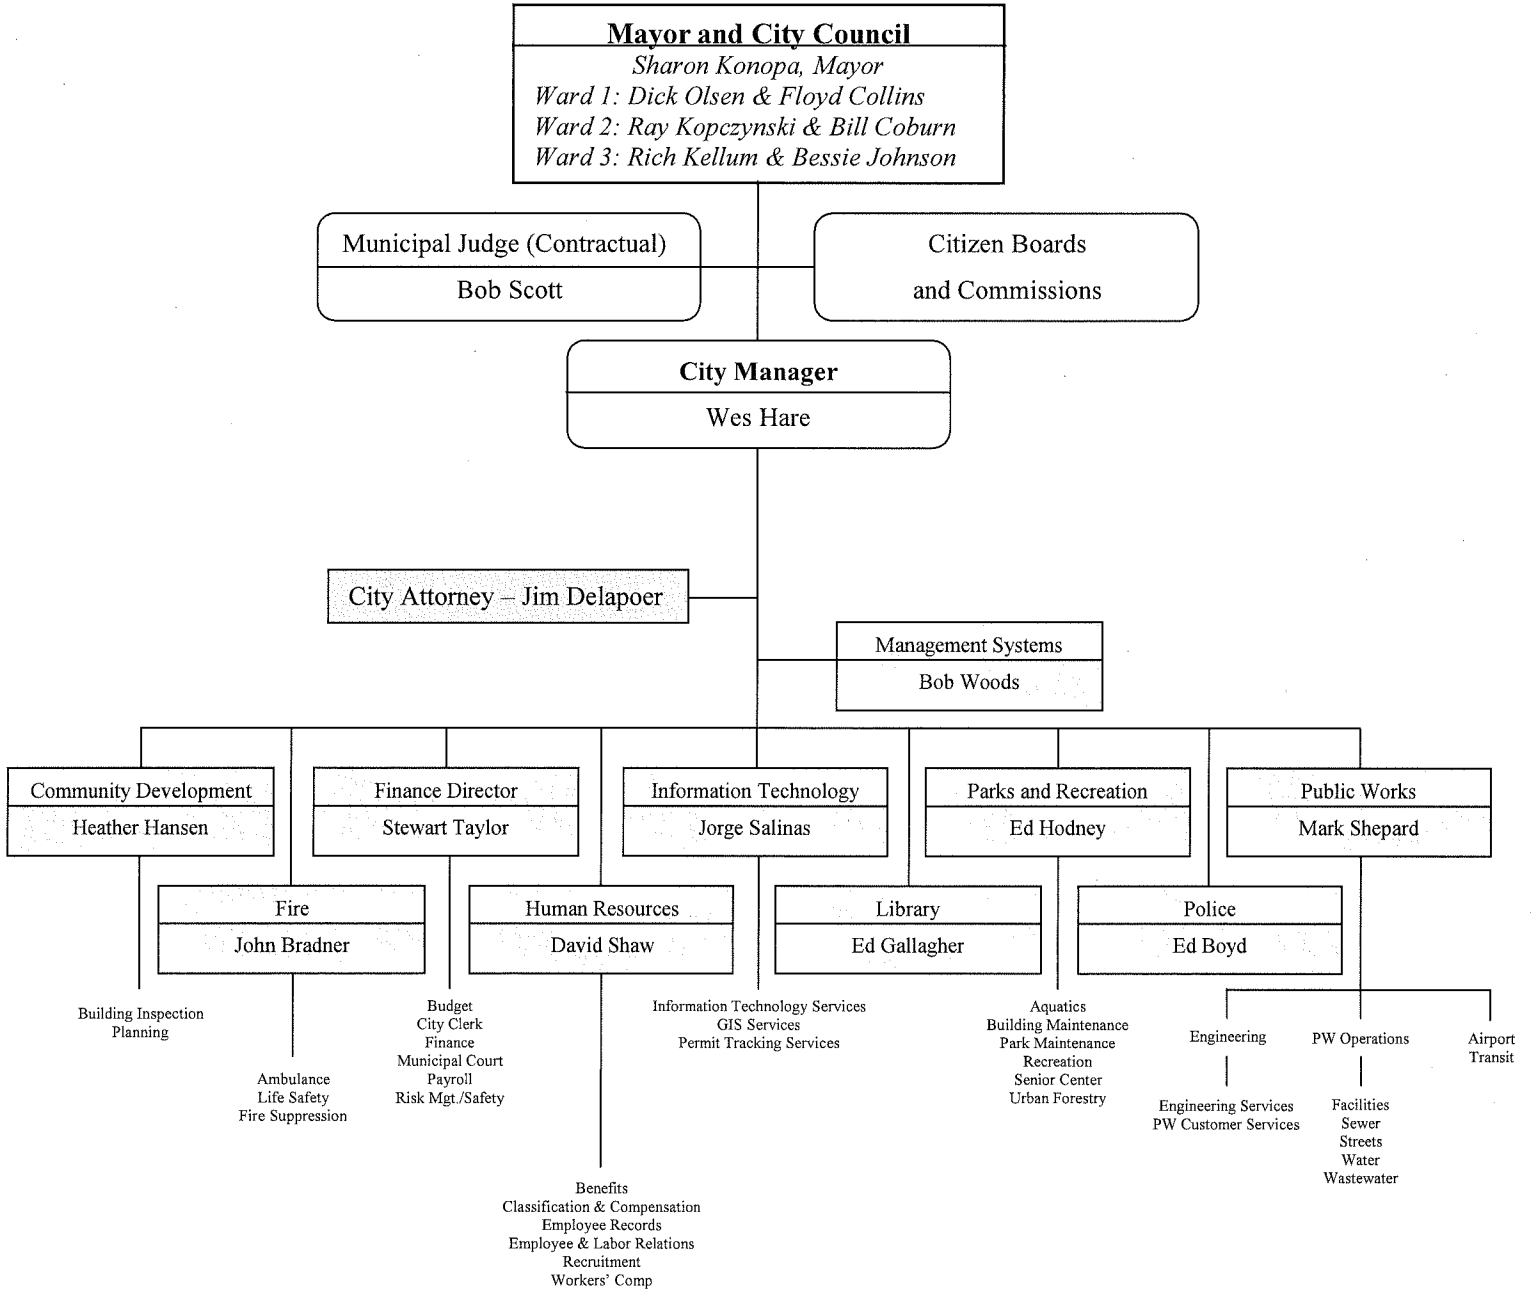 Mayor and City Council
Sharon Konopa, Mayor
Ward 1: Dick Olsen & Floyd Collins
Ward 2: Ray Kopczynski & Bill Coburn
Ward 3: Rich Kellum & Bessie Johnson
Municipal Judge (Contractual)
Bob Scott
Citizen Boards
and Commissions
City Manager
Wes Hare
City Attorney – Jim Delapoer
Management Systems
Bob Woods
Community Development
Heather Hansen
Finance Director
Stewart Taylor
Information Technology
Jorge Salinas
Parks and Recreation
Ed Hodney
Public Works
Mark Shepard
Fire
John Bradner
Human Resources
David Shaw
Library
Ed Gallagher
Police
Ed Boyd
Building Inspection
Planning
Ambulance
Life Safety
Fire Suppression
Budget
City Clerk
Finance
Municipal Court
Payroll
Risk Mgt./Safety
Benefits
Classification & Compensation
Employee Records
Employee & Labor Relations
Recruitment
Workers' Comp
Information Technology Services
GIS Services
Permit Tracking Services
Aquatics
Building Maintenance
Park Maintenance
Recreation
Senior Center
Urban Forestry
Engineering
Engineering Services
PW Customer Services
PW Operations
Facilities
Sewer
Streets
Water
Wastewater
Airport
Transit